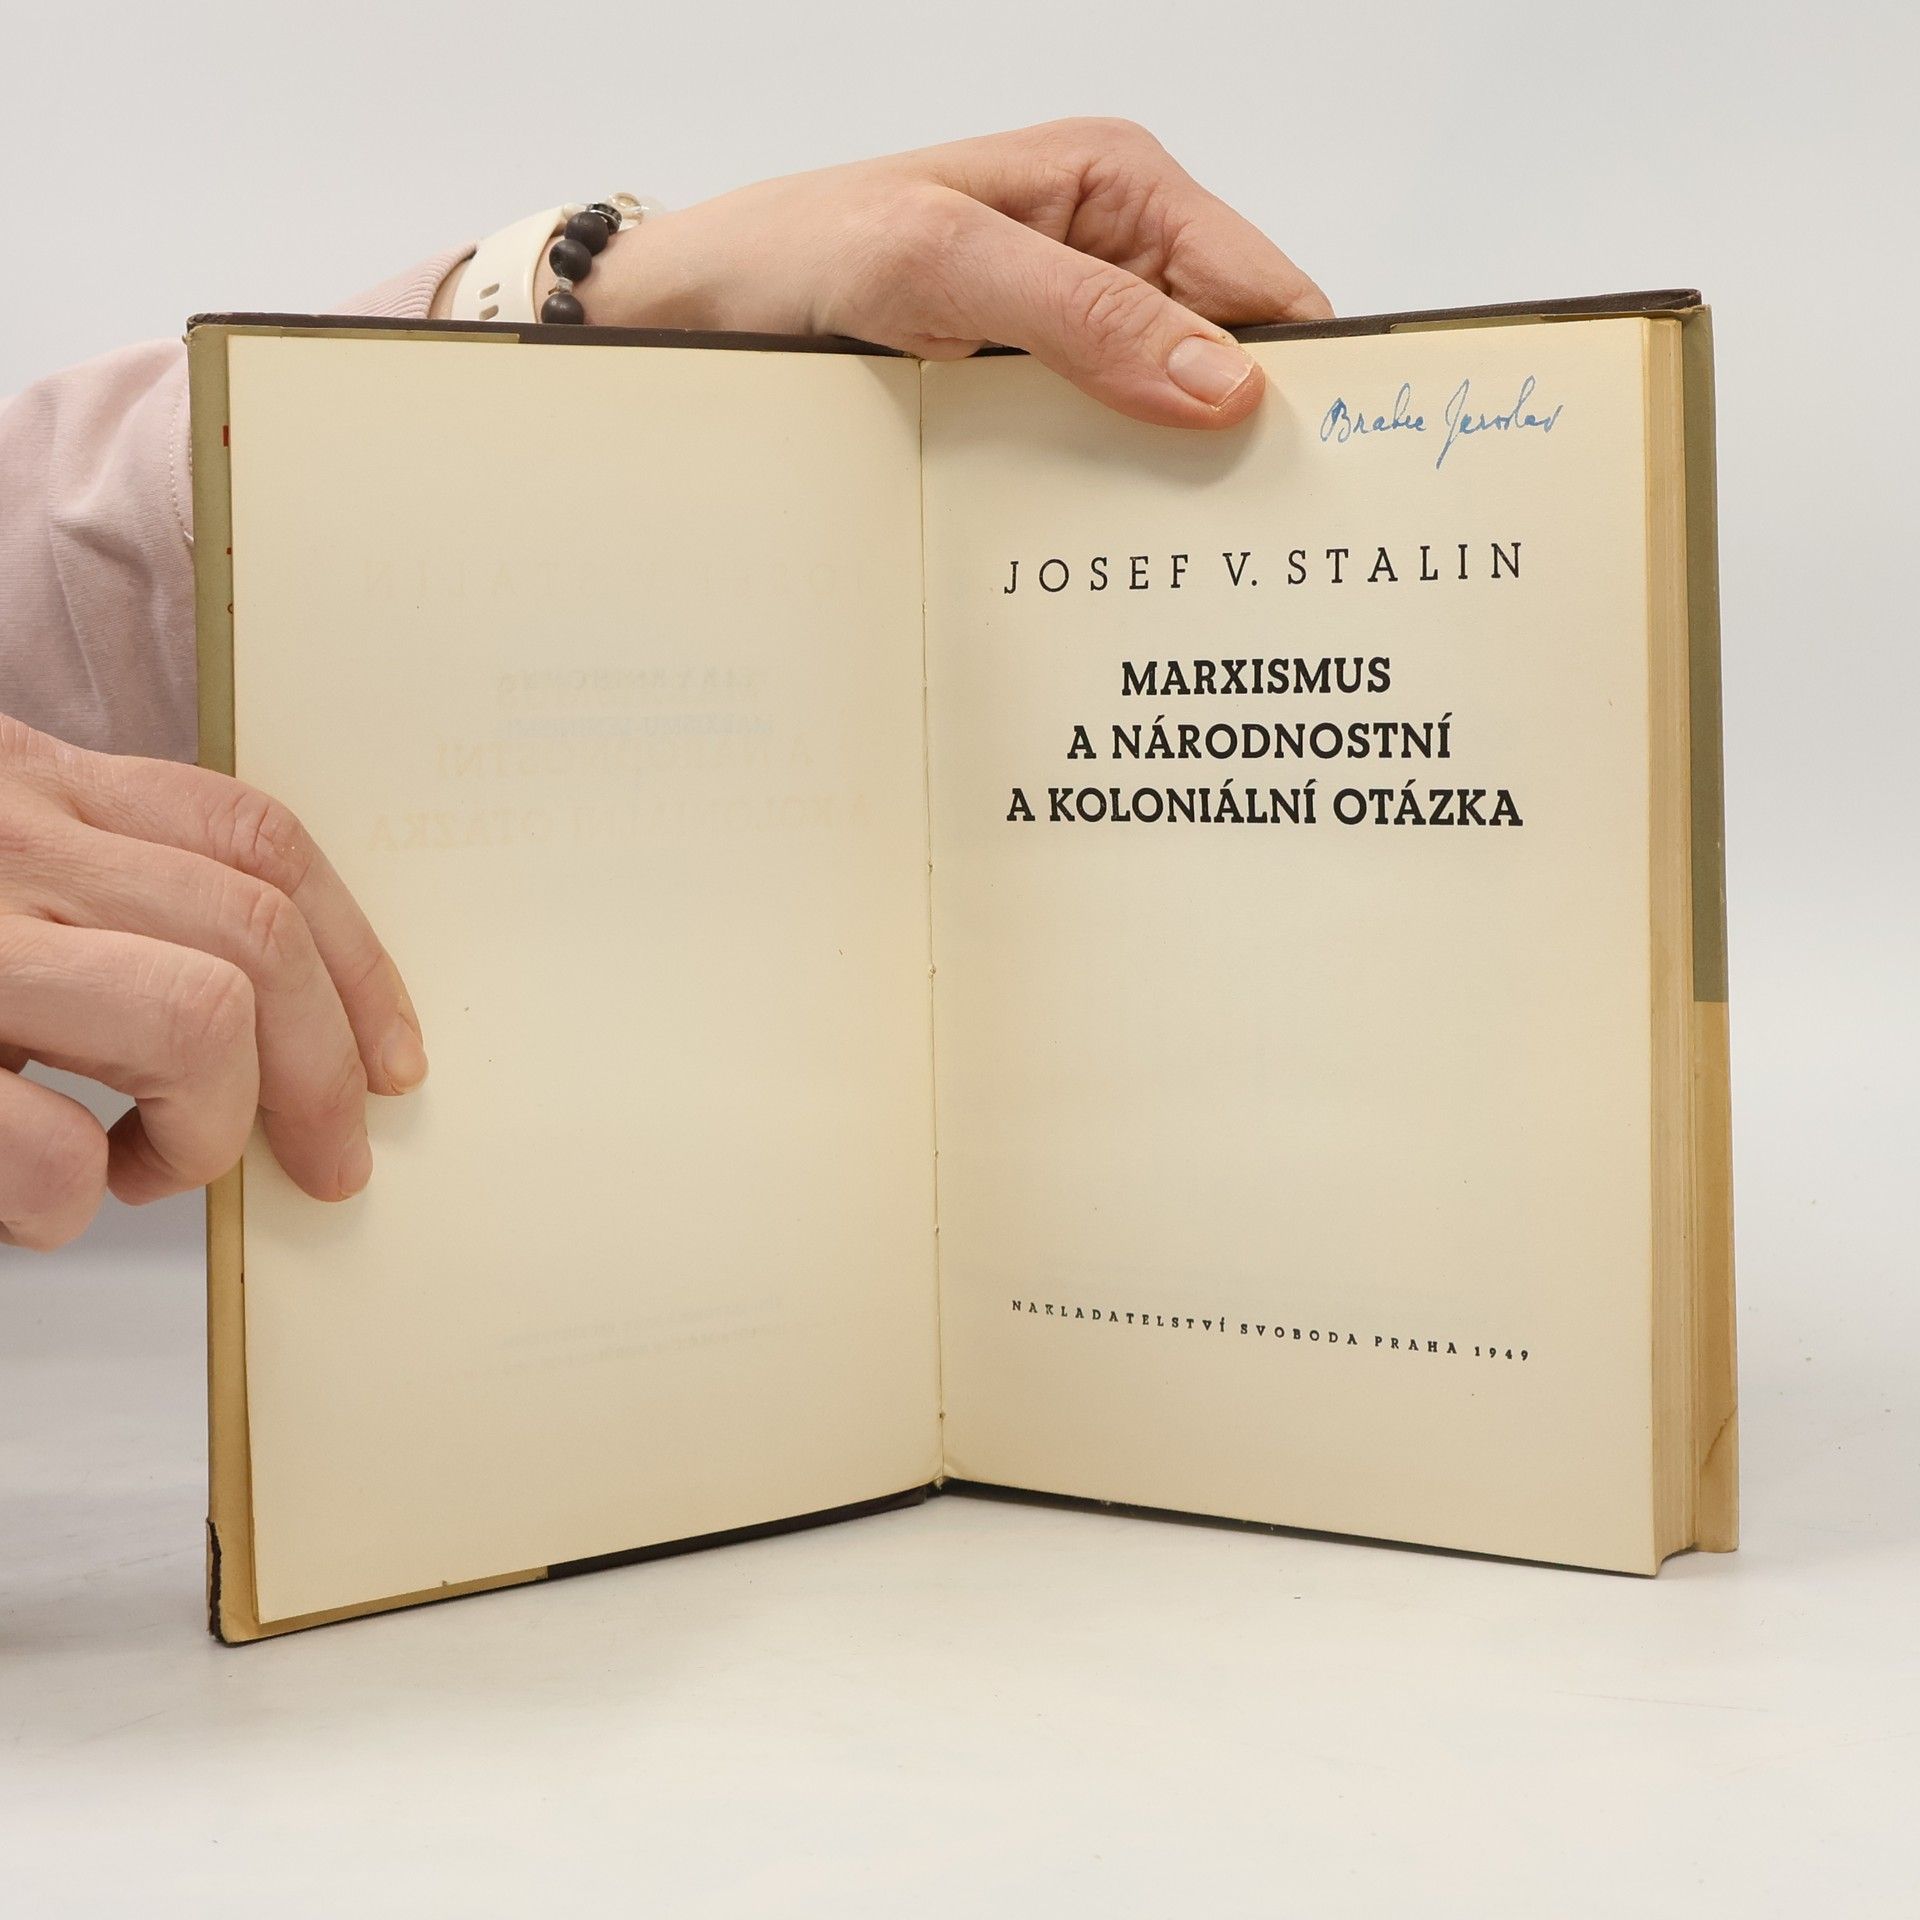 Brabec Jaroslav
JOSEF V. STALIN
MARXISMUS
A NÁRODNOSTNÍ
A KOLONIÁLNÍ OTÁZKA
NAKLADATELSTVÍ SVOBODA PRAHA 1949